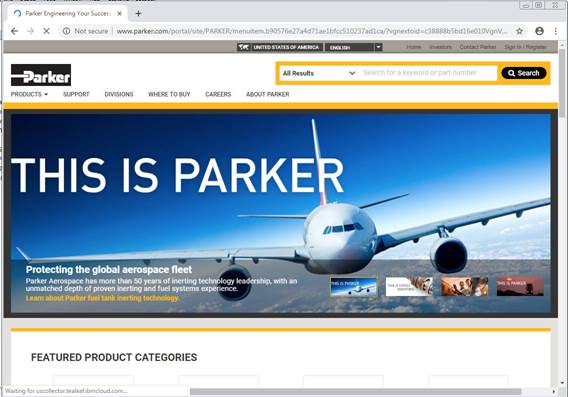 Parker Engineering Your Success
Not secure
www.parker.com/portal/site/PARKER/menuitem.b90576e27a4d71ae1bfcc510237ad1ca/?vgnextoid=c38888b5bd16e010VgnV...
UNITED STATES OF AMERICA
ENGLISH
Home Investors Contact Parker Sign In / Register
Parker
All Results
Search for a keyword or part number
Search
PRODUCTS SUPPORT DIVISIONS WHERE TO BUY CAREERS ABOUT PARKER
THIS IS PARKER
Protecting the global aerospace fleet
Parker Aerospace has more than 50 years of inerting technology leadership, with an
unmatched depth of proven inerting and fuel systems experience.
Learn about Parker fuel tank inerting technology.
THIS IS PARKER
THIS IS PARKER
FEATURED PRODUCT CATEGORIES
Waiting for uscollector.tealeaf.ibmcloud.com...